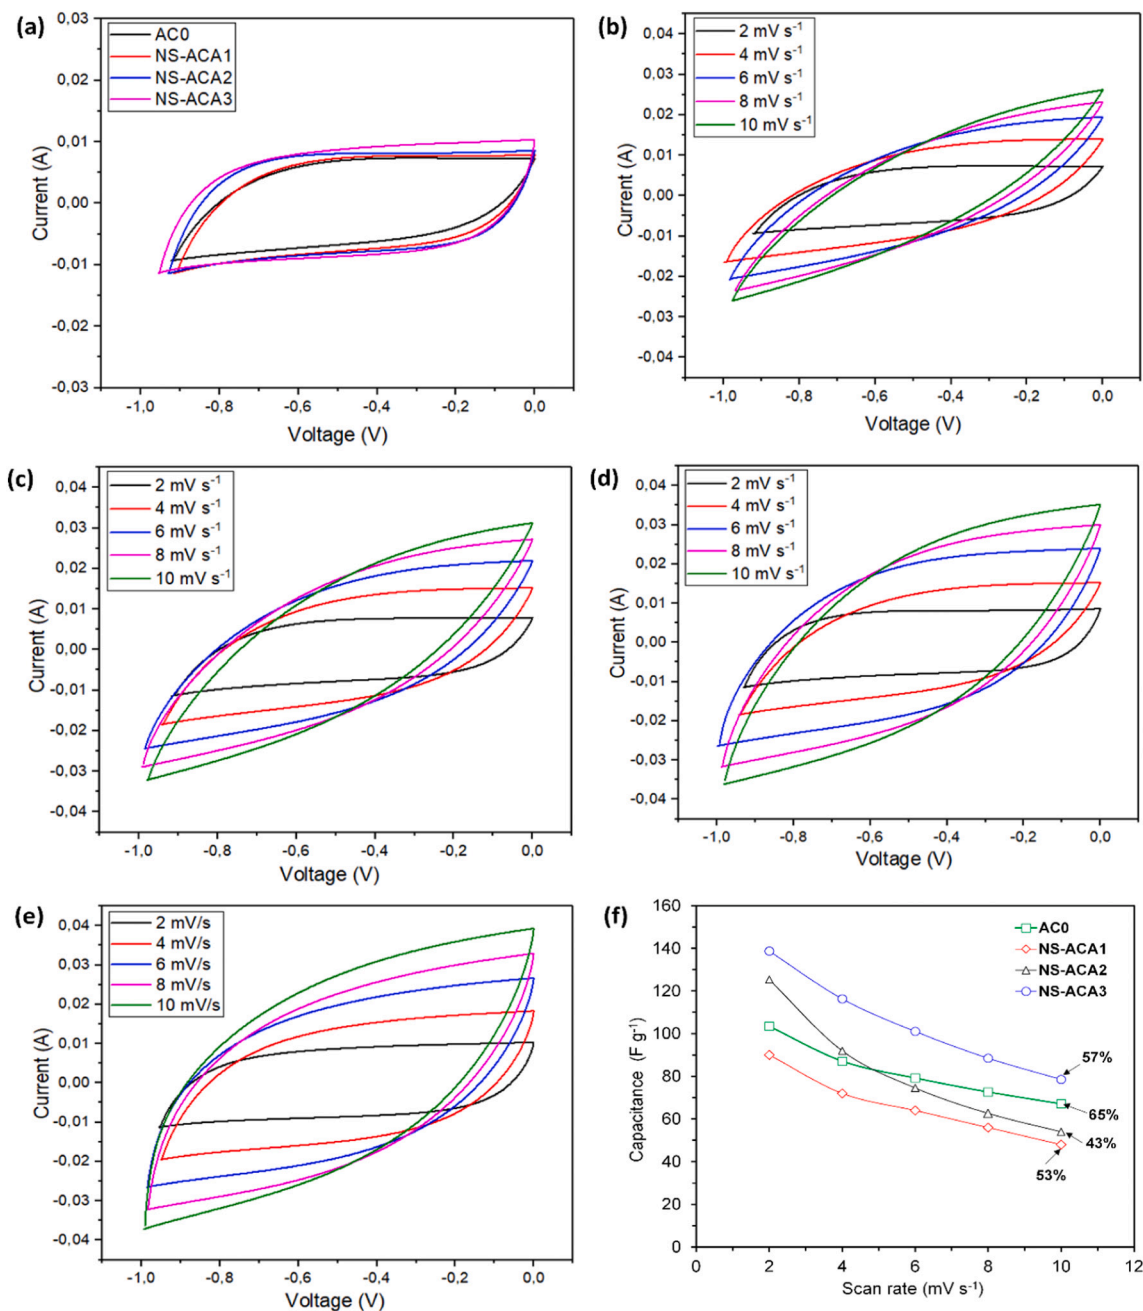 (a)
0,03
0,02
0,01
0,00
-0,01
-0,02
-0,03
Current (A)
AC0
NS-ACA1
NS-ACA2
NS-ACA3
-1,0 -0,8 -0,6 -0,4 -0,2 0,0
Voltage (V)
(b)
0,04
0,03
0,02
0,01
0,00
-0,01
-0,02
-0,03
-0,04
Current (A)
2 mV s⁻¹
4 mV s⁻¹
6 mV s⁻¹
8 mV s⁻¹
10 mV s⁻¹
-1,0 -0,8 -0,6 -0,4 -0,2 0,0
Voltage (V)
(c)
0,04
0,03
0,02
0,01
0,00
-0,01
-0,02
-0,03
-0,04
Current (A)
2 mV s⁻¹
4 mV s⁻¹
6 mV s⁻¹
8 mV s⁻¹
10 mV s⁻¹
-1,0 -0,8 -0,6 -0,4 -0,2 0,0
Voltage (V)
(d)
0,04
0,03
0,02
0,01
0,00
-0,01
-0,02
-0,03
-0,04
Current (A)
2 mV s⁻¹
4 mV s⁻¹
6 mV s⁻¹
8 mV s⁻¹
10 mV s⁻¹
-1,0 -0,8 -0,6 -0,4 -0,2 0,0
Voltage (V)
(e)
0,04
0,03
0,02
0,01
0,00
-0,01
-0,02
-0,03
-0,04
Current (A)
2 mV/s
4 mV/s
6 mV/s
8 mV/s
10 mV/s
-1,0 -0,8 -0,6 -0,4 -0,2 0,0
Voltage (V)
(f)
160
140
120
100
80
60
40
20
0
Capacitance (F g⁻¹)
AC0
NS-ACA1
NS-ACA2
NS-ACA3
57%
65%
43%
53%
0 2 4 6 8 10 12
Scan rate (mV s⁻¹)